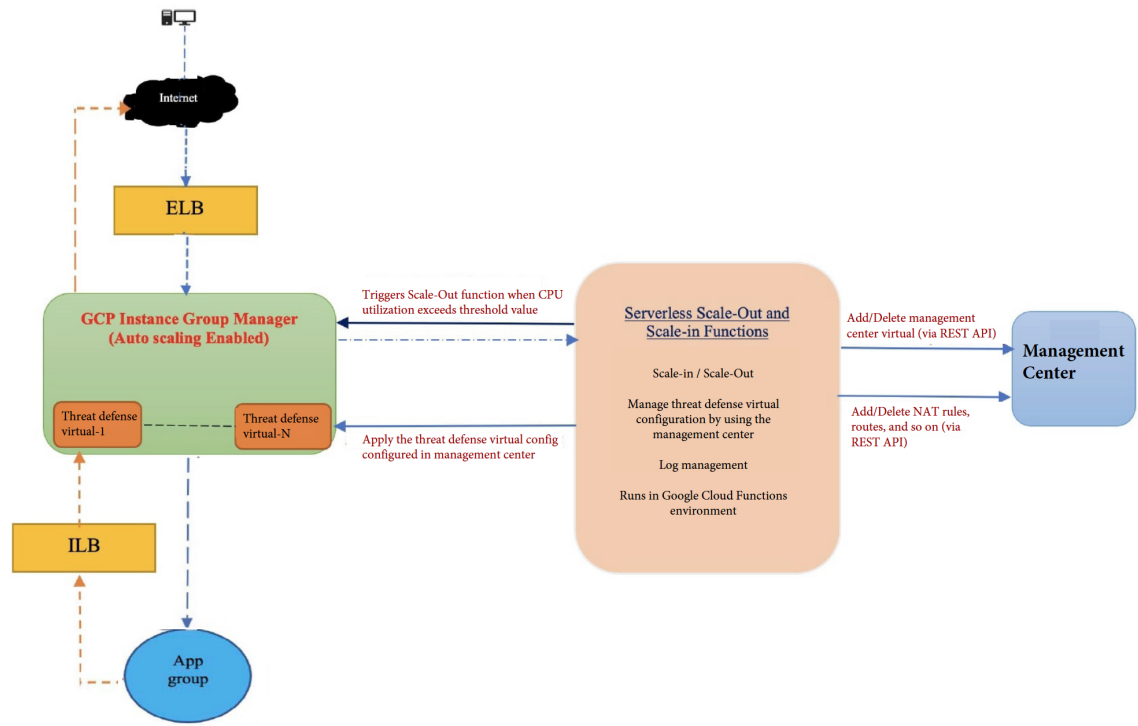 Internet
ELB
GCP Instance Group Manager
(Auto scaling Enabled)
Threat defense
virtual-1
Threat defense
virtual-N
ILB
App
group
Triggers Scale-Out function when CPU
utilization exceeds threshold value
Apply the threat defense virtual config
configured in management center
Serverless Scale-Out and
Scale-in Functions
Scale-in / Scale-Out
Manage threat defense virtual
configuration by using the
management center
Log management
Runs in Google Cloud Functions
environment
Add/Delete management
center virtual (via REST API)
Add/Delete NAT rules,
routes, and so on (via
REST API)
Management
Center